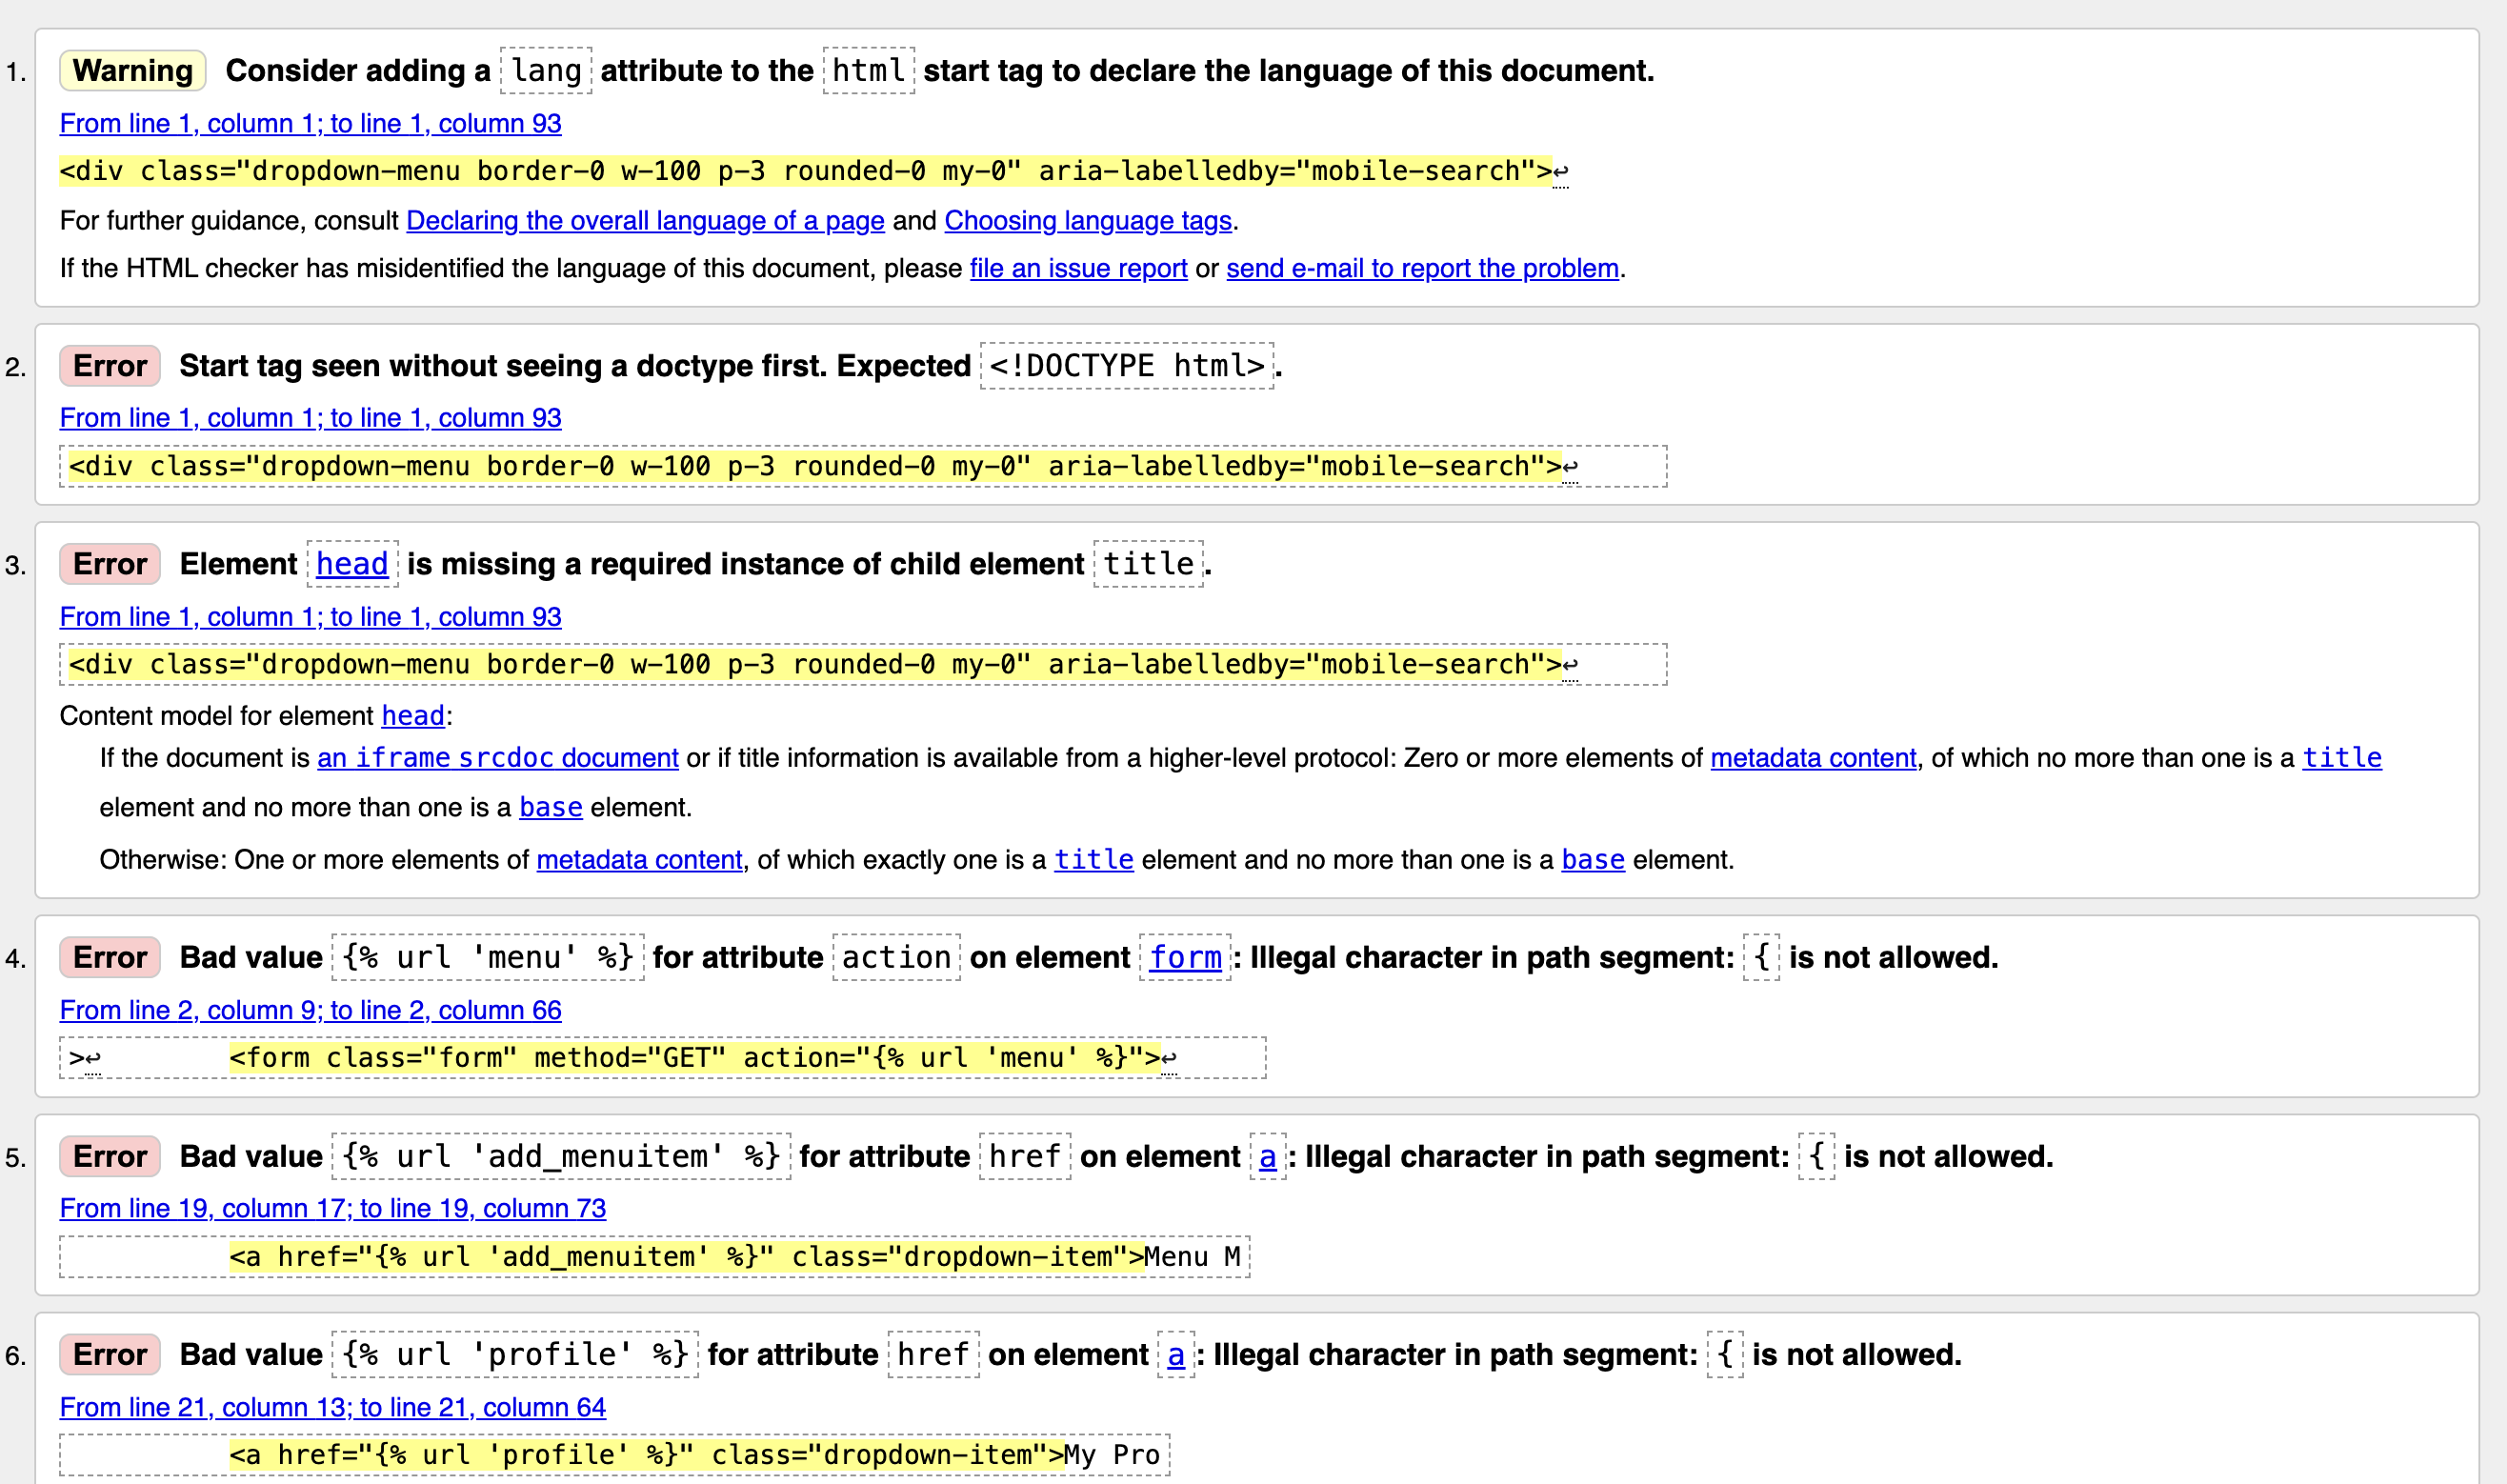 1. Warning Consider adding a lang attribute to the html start tag to declare the language of this document.
From line 1, column 1; to line 1, column 93
<div class="dropdown-menu border-0 w-100 p-3 rounded-0 my-0" aria-labelledby="mobile-search">↩
For further guidance, consult Declaring the overall language of a page and Choosing language tags.
If the HTML checker has misidentified the language of this document, please file an issue report or send e-mail to report the problem.
2. Error Start tag seen without seeing a doctype first. Expected <!DOCTYPE html>.
From line 1, column 1; to line 1, column 93
<div class="dropdown-menu border-0 w-100 p-3 rounded-0 my-0" aria-labelledby="mobile-search">↩
3. Error Element head is missing a required instance of child element title.
From line 1, column 1; to line 1, column 93
<div class="dropdown-menu border-0 w-100 p-3 rounded-0 my-0" aria-labelledby="mobile-search">↩
Content model for element head:
If the document is an iframe srcdoc document or if title information is available from a higher-level protocol: Zero or more elements of metadata content, of which no more than one is a title
element and no more than one is a base element.
Otherwise: One or more elements of metadata content, of which exactly one is a title element and no more than one is a base element.
4. Error Bad value {% url 'menu' %} for attribute action on element form: Illegal character in path segment: { is not allowed.
From line 2, column 9; to line 2, column 66
>↩ <form class="form" method="GET" action="{% url 'menu' %}">↩
5. Error Bad value {% url 'add_menuitem' %} for attribute href on element a: Illegal character in path segment: { is not allowed.
From line 19, column 17; to line 19, column 73
<a href="{% url 'add_menuitem' %}" class="dropdown-item">Menu M
6. Error Bad value {% url 'profile' %} for attribute href on element a: Illegal character in path segment: { is not allowed.
From line 21, column 13; to line 21, column 64
<a href="{% url 'profile' %}" class="dropdown-item">My Pro